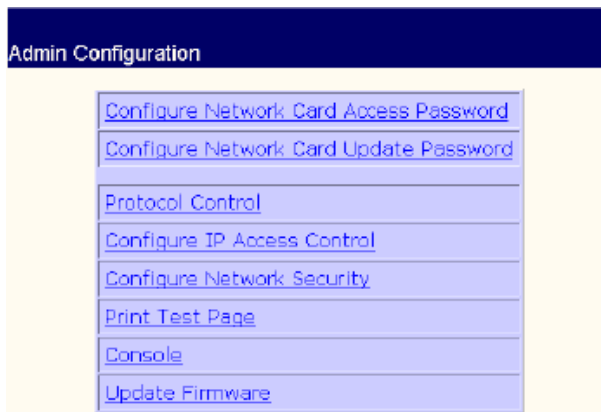 Admin Configuration
Configure Network Card Access Password
Configure Network Card Update Password
Protocol Control
Configure IP Access Control
Configure Network Security
Print Test Page
Console
Update Firmware